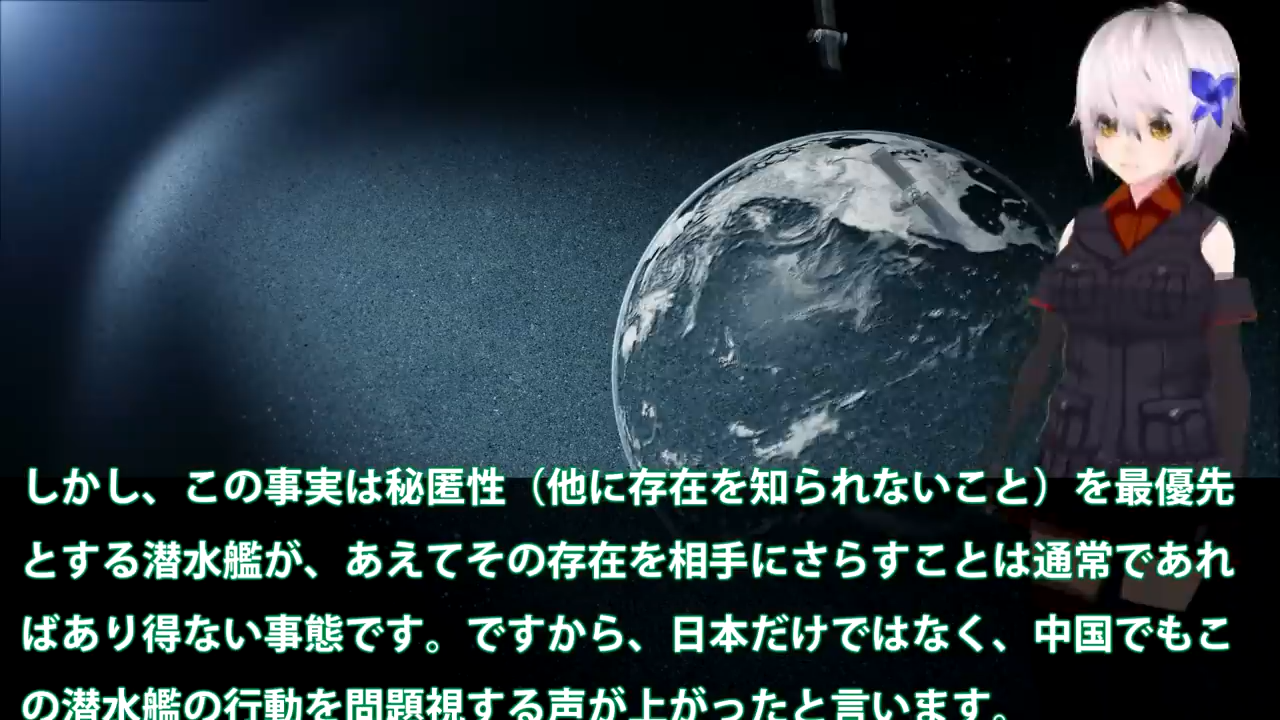 しかし、この事実は秘匿性（他に存在を知られないこと）を最優先
とする潜水艦が、あえてその存在を相手にさらすことは通常であれ
ばあり得ない事態です。ですから、日本だけではなく、中国でもこ
の潜水艦の行動を問題視する声が上がったと言います。